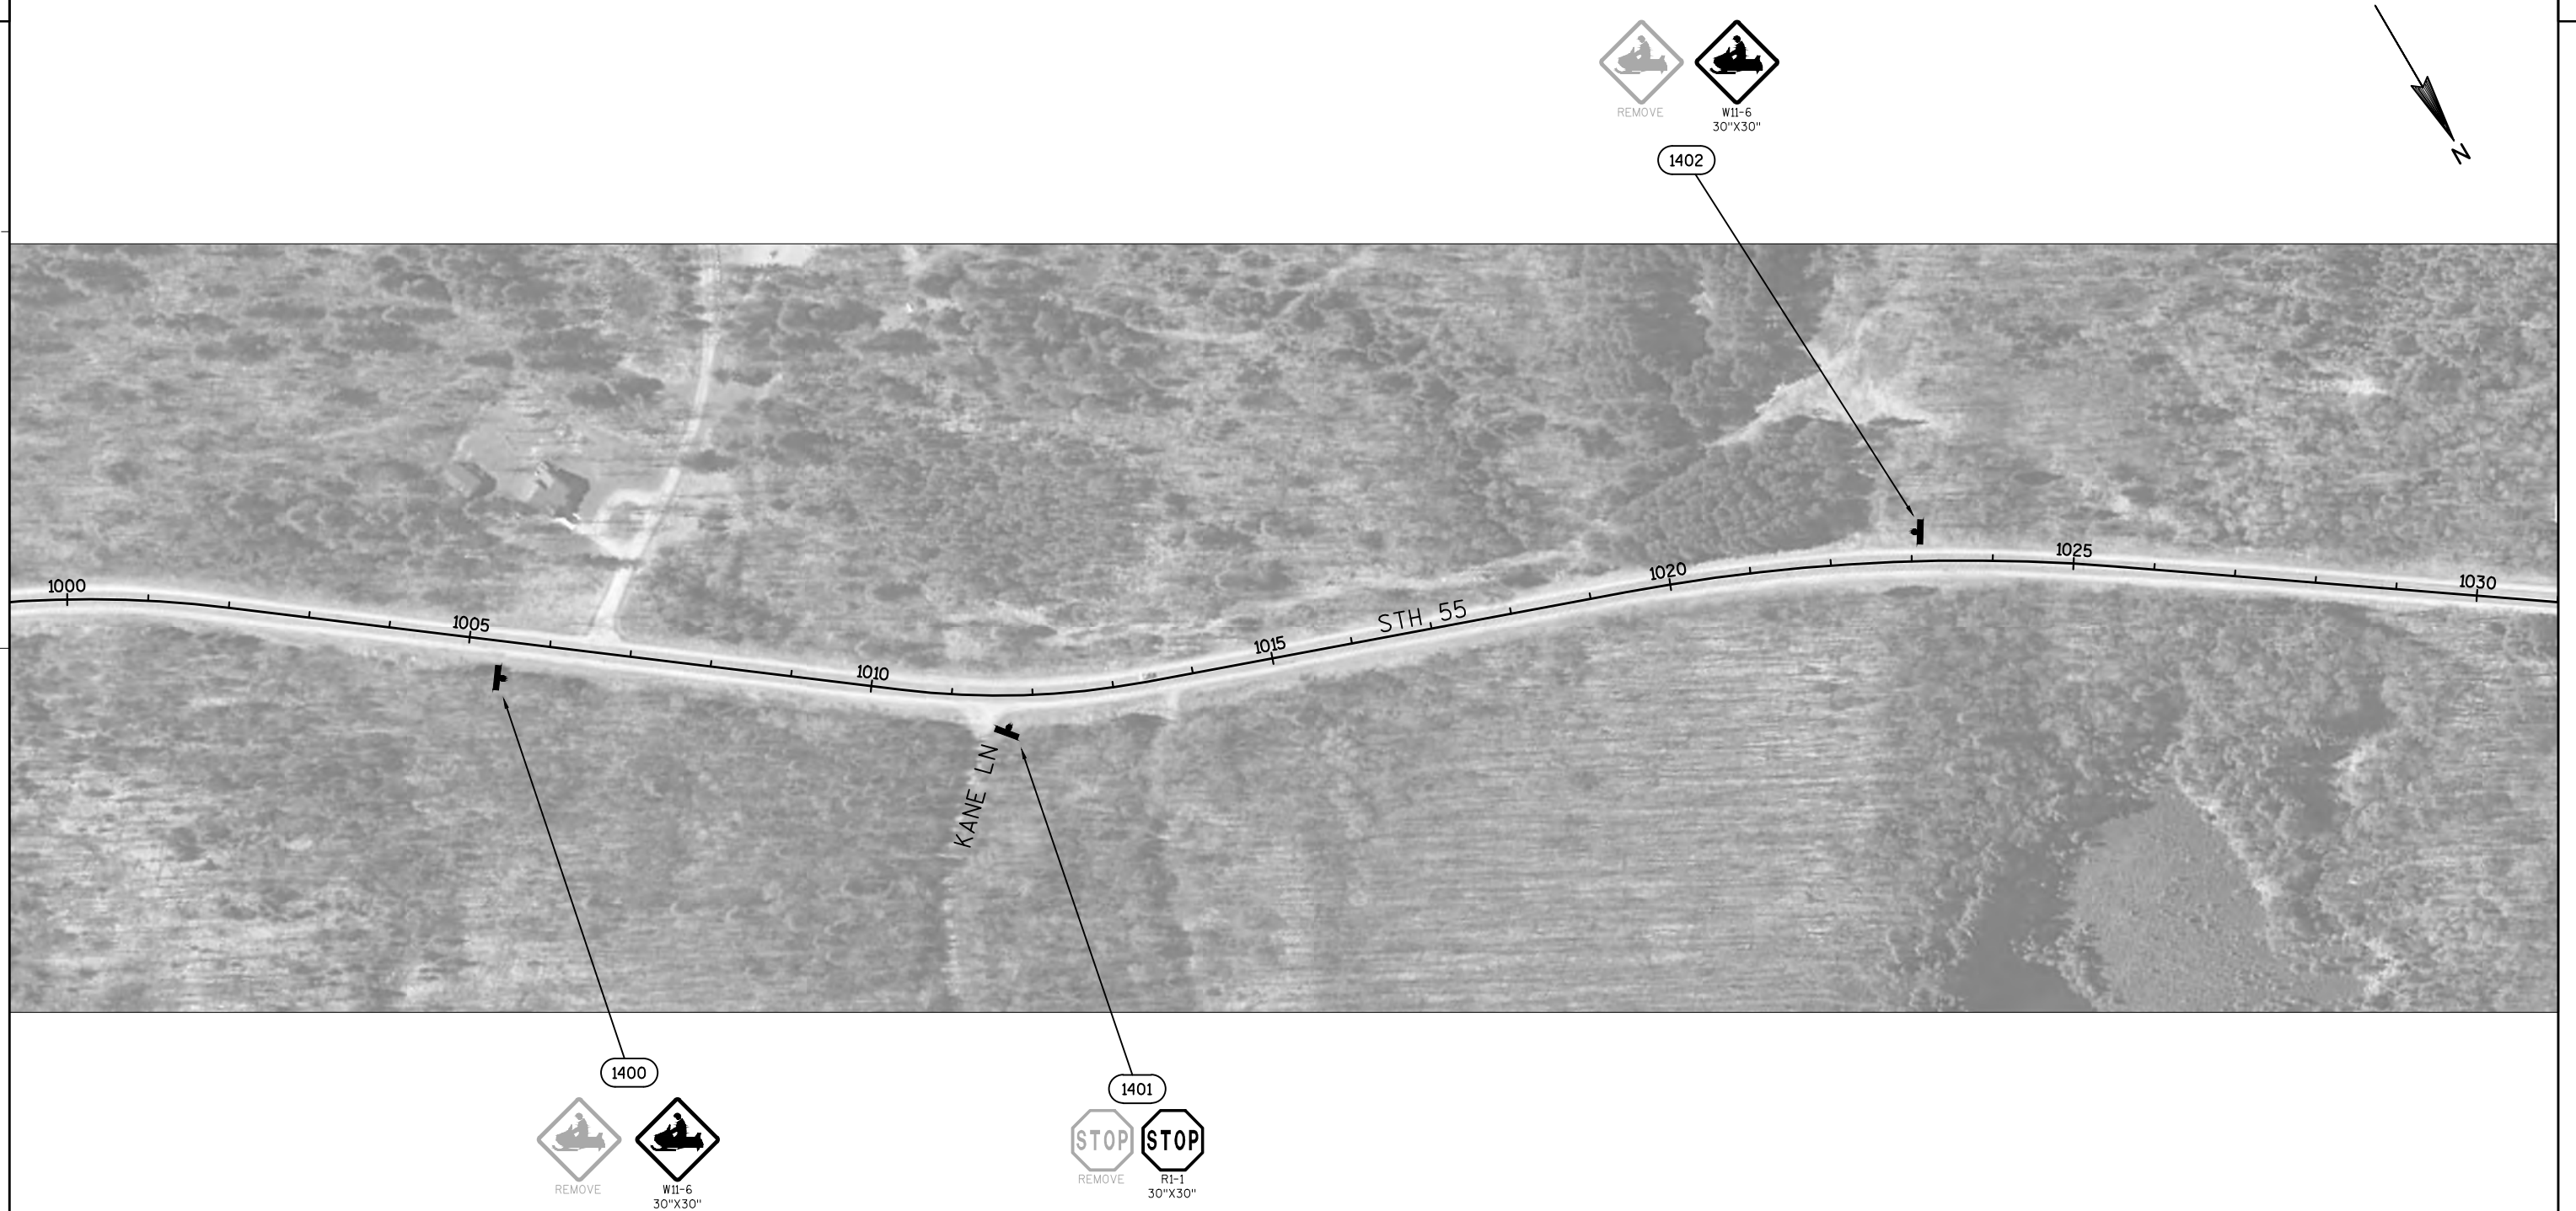 REMOVE
W11-6
30"X30"
1402
N
1000
1005
1010
1015
STH 55
1020
1025
1030
KANE LN
1400
REMOVE
W11-6
30"X30"
1401
STOP
STOP
REMOVE
R1-1
30"X30"